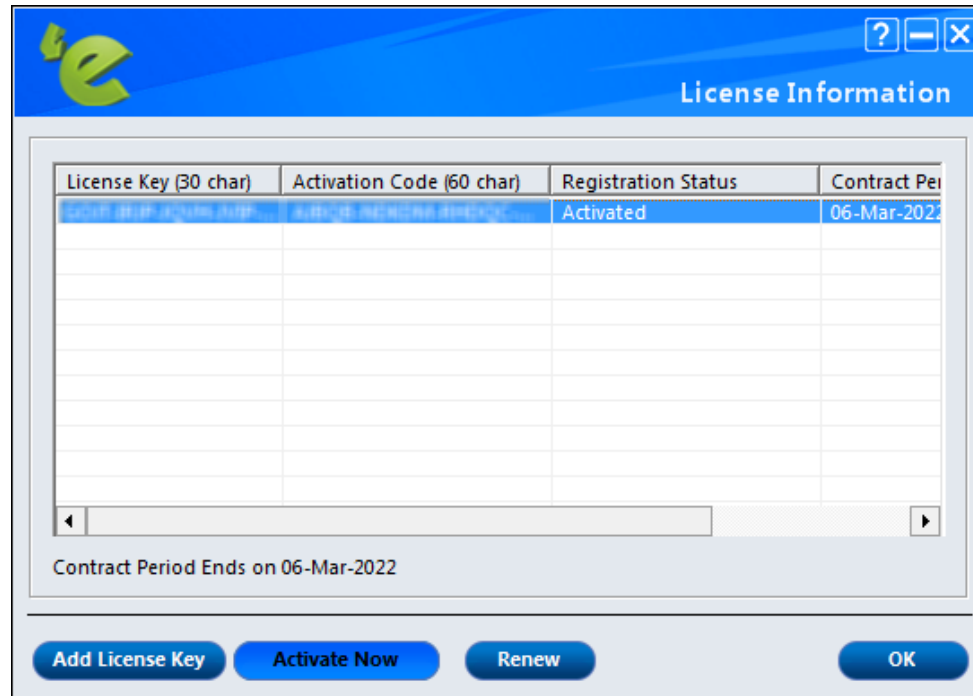 License Information
License Key (30 char) Activation Code (60 char) Registration Status Contract Per
Activated 06-Mar-2022
Contract Period Ends on 06-Mar-2022
Add License Key Activate Now Renew OK